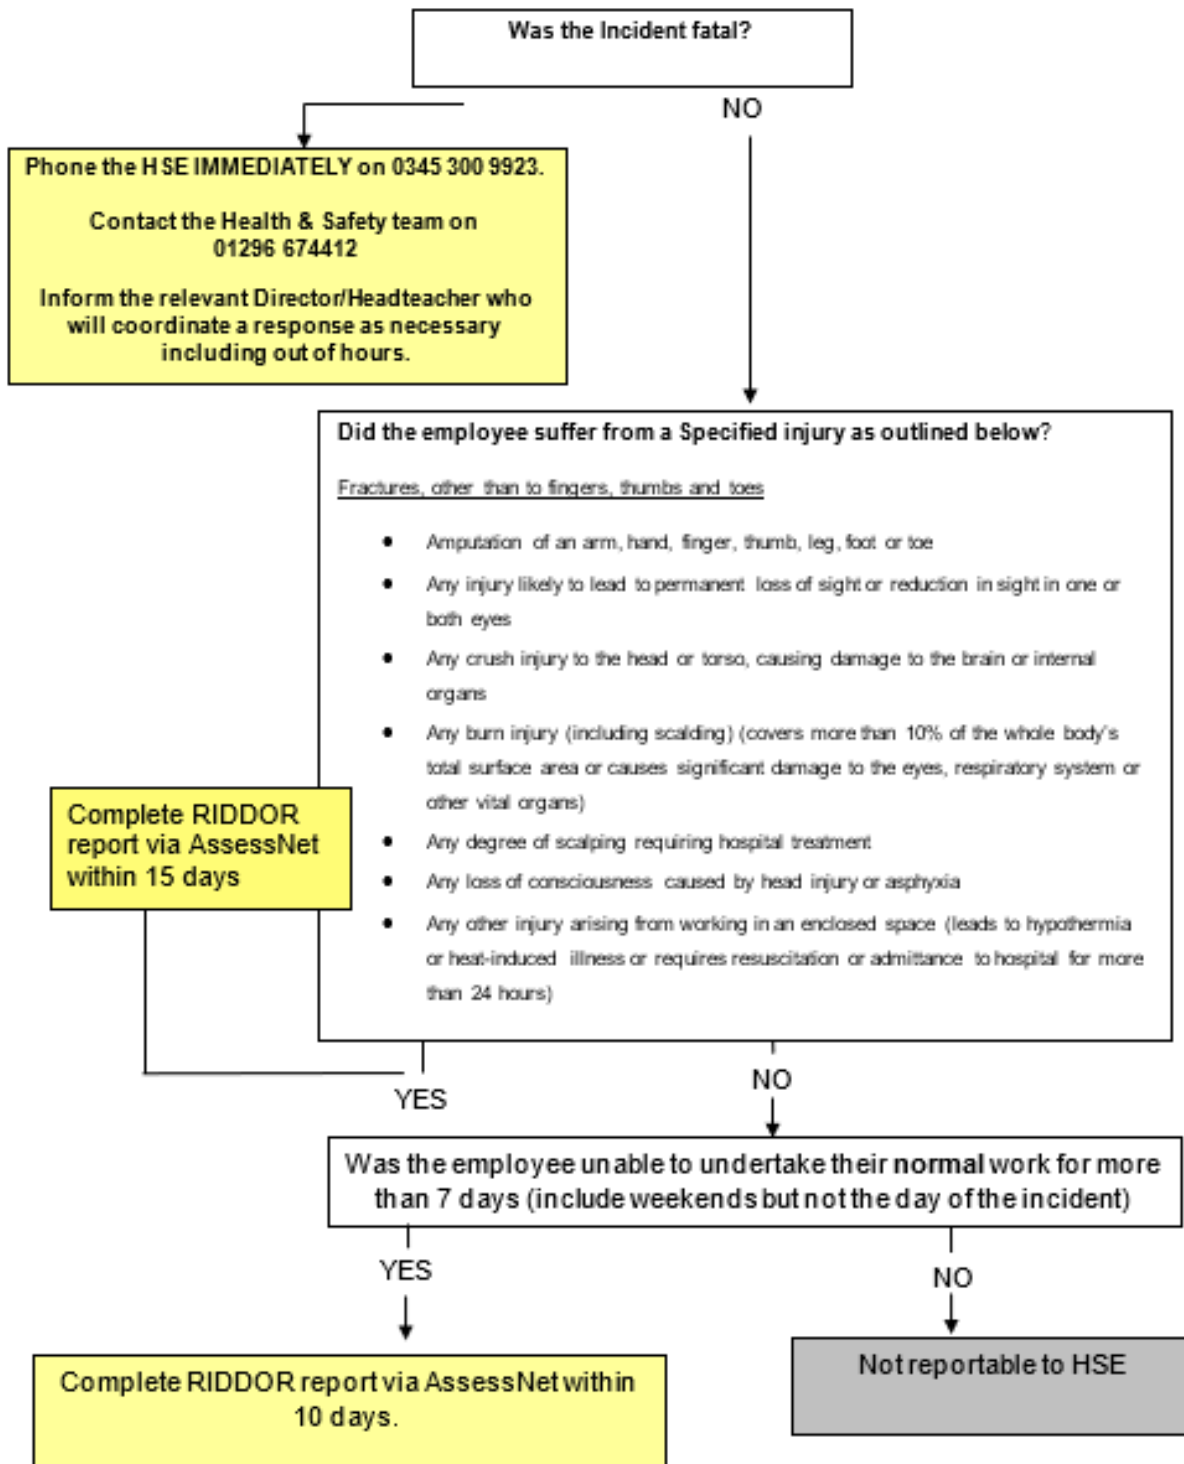 Was the Incident fatal?
NO
Phone the HSE IMMEDIATELY on 0345 300 9923.
Contact the Health & Safety team on
01296 674412
Inform the relevant Director/Headteacher who
will coordinate a response as necessary
including out of hours.
Did the employee suffer from a Specified injury as outlined below?
Fractures, other than to fingers, thumbs and toes
• Amputation of an arm, hand, finger, thumb, leg, foot or toe
• Any injury likely to lead to permanent loss of sight or reduction in sight in one or
both eyes
• Any crush injury to the head or torso, causing damage to the brain or internal
organs
• Any burn injury (including scalding) (covers more than 10% of the whole body's
total surface area or causes significant damage to the eyes, respiratory system or
other vital organs)
• Any degree of scalping requiring hospital treatment
• Any loss of consciousness caused by head injury or asphyxia
• Any other injury arising from working in an enclosed space (leads to hypothermia
or heat-induced illness or requires resuscitation or admittance to hospital for more
than 24 hours)
Complete RIDDOR
report via AssessNet
within 15 days
YES
NO
Was the employee unable to undertake their normal work for more
than 7 days (include weekends but not the day of the incident)
YES
NO
Complete RIDDOR report via AssessNet within
10 days.
Not reportable to HSE